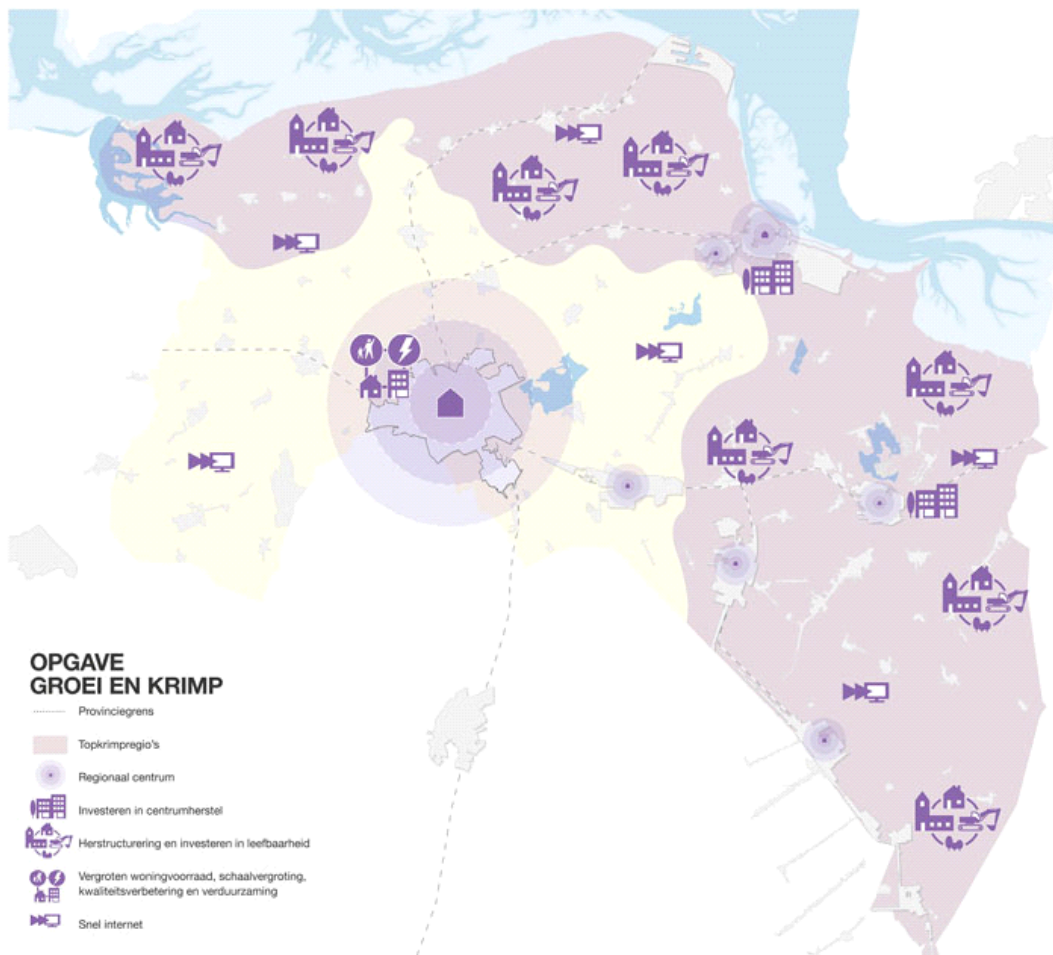 OPGAVE
GROEI EN KRIMP
Provinciegrens
Topkrimpregio's
Regionaal centrum
Investeren in centrumherstel
Herstructurering en investeren in leefbaarheid
Vergroten woningvoorraad, schaalvergroting,
kwaliteitsverbetering en verduurzaming
Snel internet